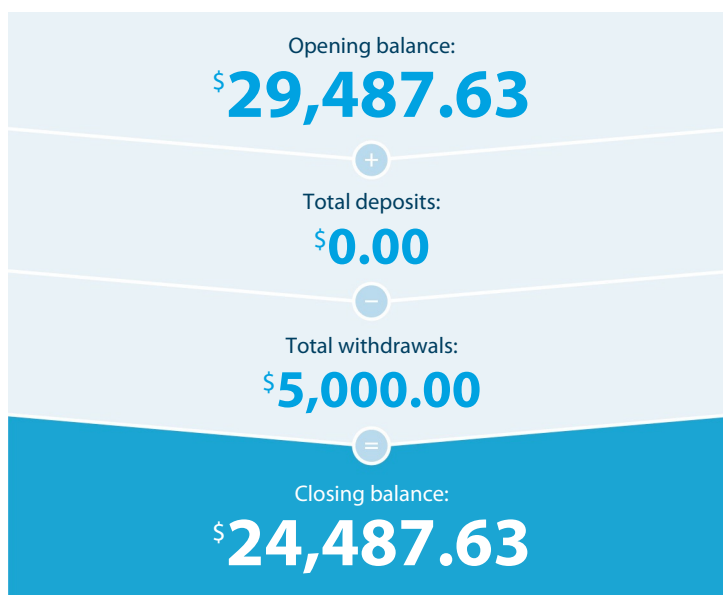 Opening balance:
$29,487.63
+
Total deposits:
$0.00
−
Total withdrawals:
$5,000.00
=
Closing balance:
$24,487.63